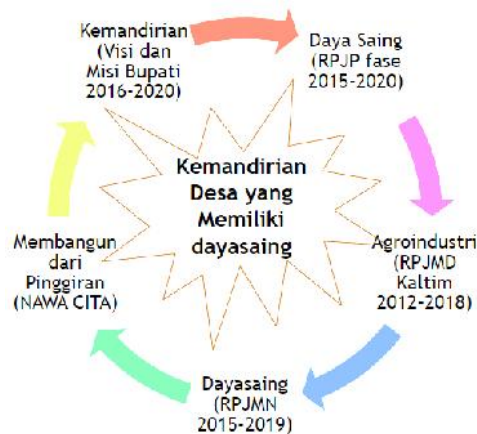 Kemandirian
(Visi dan
Misi Bupati
2016-2020)
Daya Saing
(RPJP fase
2015-2020)
Kemandirian
Desa yang
Memiliki
dayasaing
Membangun
dari
Pinggiran
(NAWA CITA)
Agroindustri
(RPJMD
Kaltim
2012-2018)
Dayasaing
(RPJMN
2015-2019)